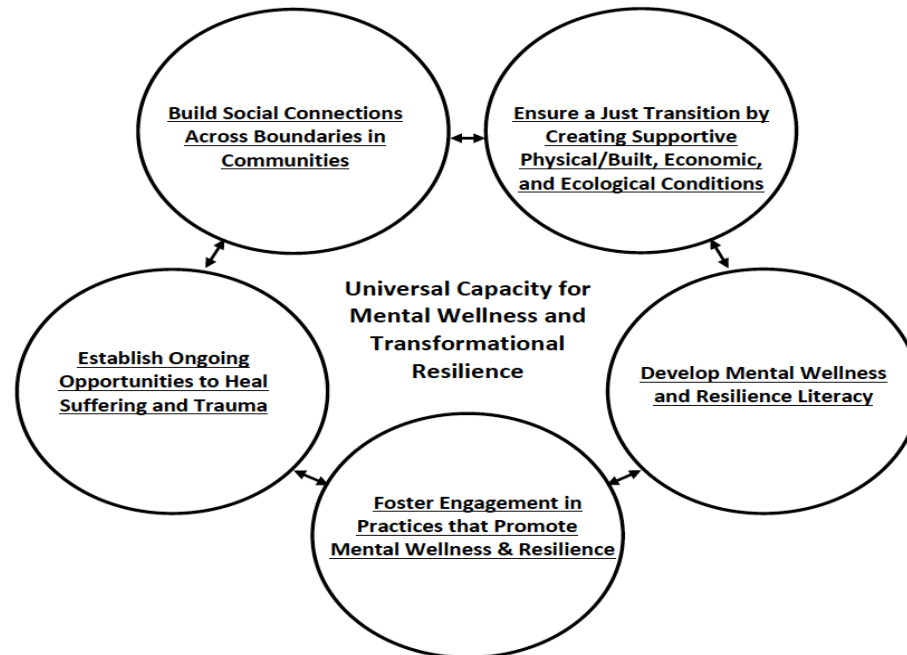 Build Social Connections
Across Boundaries in
Communities
Ensure a Just Transition by
Creating Supportive
Physical/Built, Economic,
and Ecological Conditions
Universal Capacity for
Mental Wellness and
Transformational
Resilience
Establish Ongoing
Opportunities to Heal
Suffering and Trauma
Develop Mental Wellness
and Resilience Literacy
Foster Engagement in
Practices that Promote
Mental Wellness & Resilience